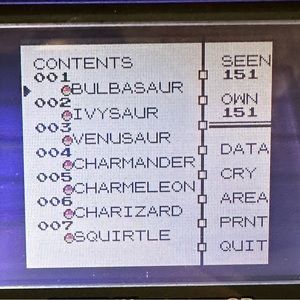 CONTENTS
001
BULBASAUR
002
IVYSAUR
003
VENUSAUR
004
CHARMANDER
005
CHARMELEON
006
CHARIZARD
007
SQUIRTLE
SEEN
151
OWN
151
DATA
CRY
AREA
PRNT
QUIT